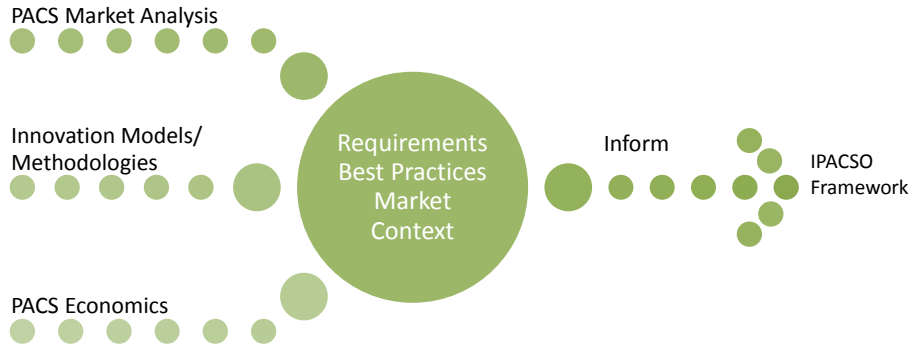 PACS Market Analysis
Innovation Models/
Methodologies
PACS Economics
Requirements
Best Practices
Market
Context
Inform
IPACSO
Framework